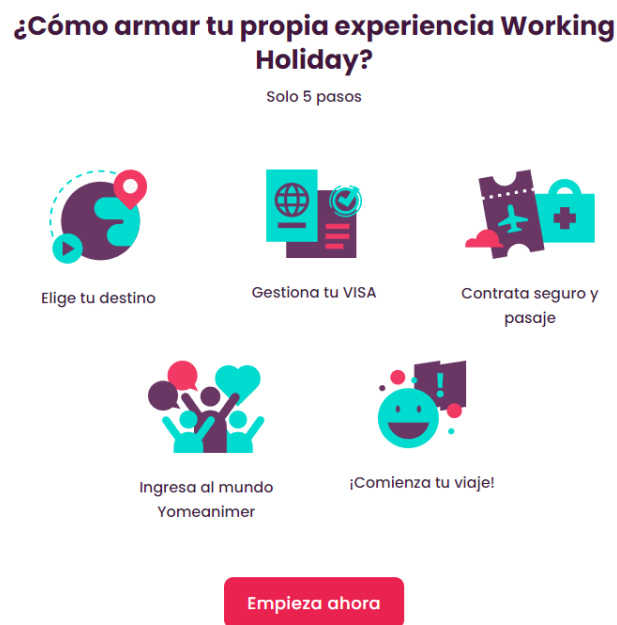 ¿Cómo armar tu propia experiencia Working
Holiday?
Solo 5 pasos
Elige tu destino
Gestiona tu VISA
Contrata seguro y
pasaje
Ingresa al mundo
Yomeanimer
¡Comienza tu viaje!
Empieza ahora